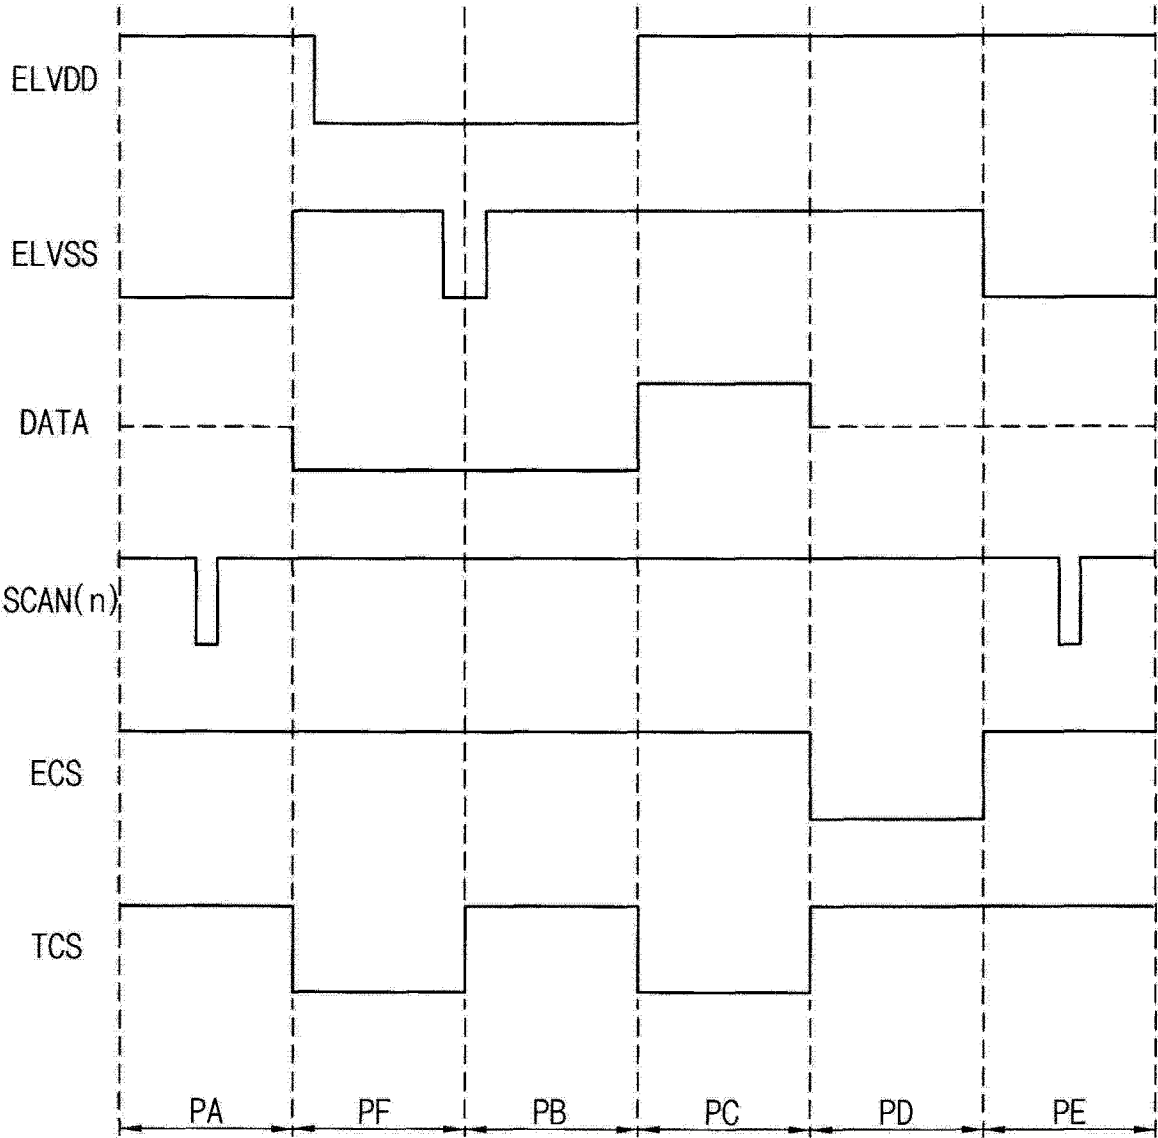 ELVDD
ELVSS
DATA
SCAN(n)
ECS
TCS
PA PF PB PC PD PE